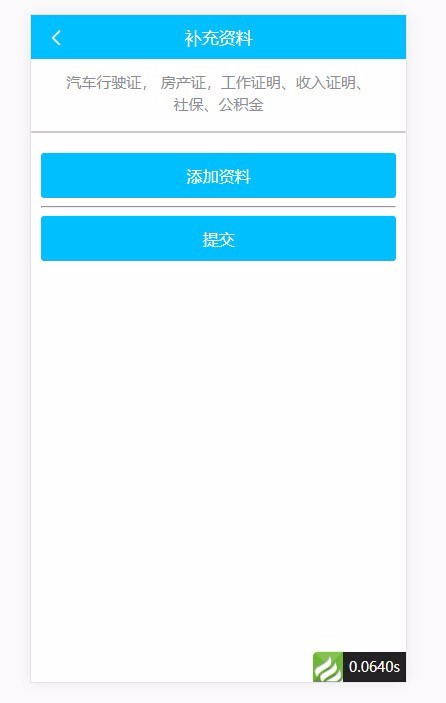 补充资料
汽车行驶证， 房产证，工作证明、收入证明、
社保、公积金
添加资料
提交
0.0640s